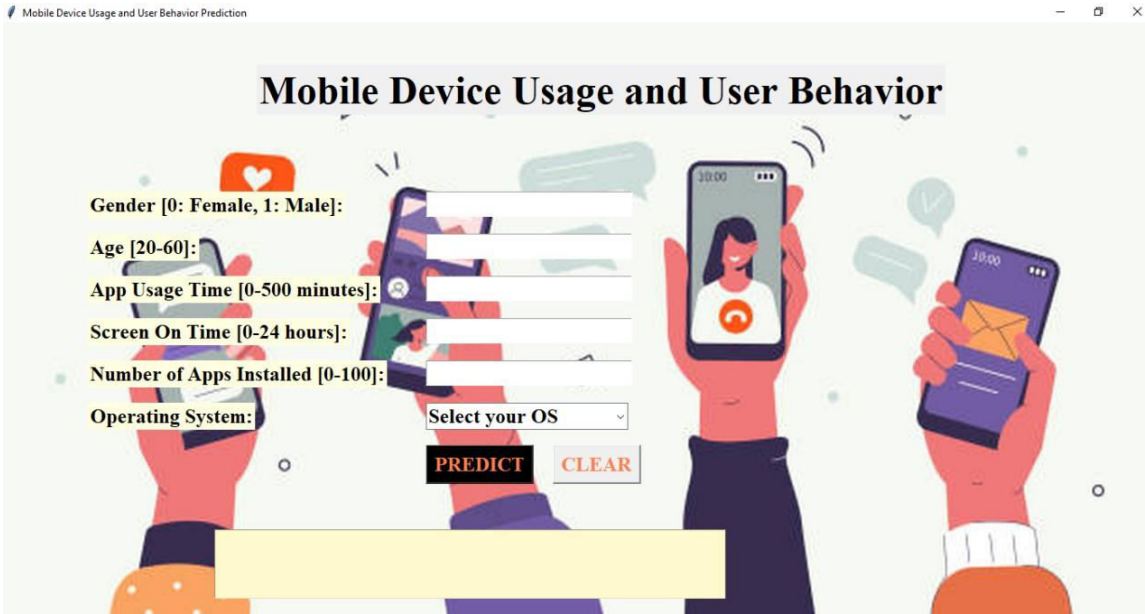 Mobile Device Usage and User Behavior Prediction
Mobile Device Usage and User Behavior
10:00
Gender [0: Female, 1: Male]:
Age [20-60]:
10:00
App Usage Time [0-500 minutes]:
Screen On Time [0-24 hours]:
Number of Apps Installed [0-100]:
Operating System:
Select your OS
PREDICT
CLEAR